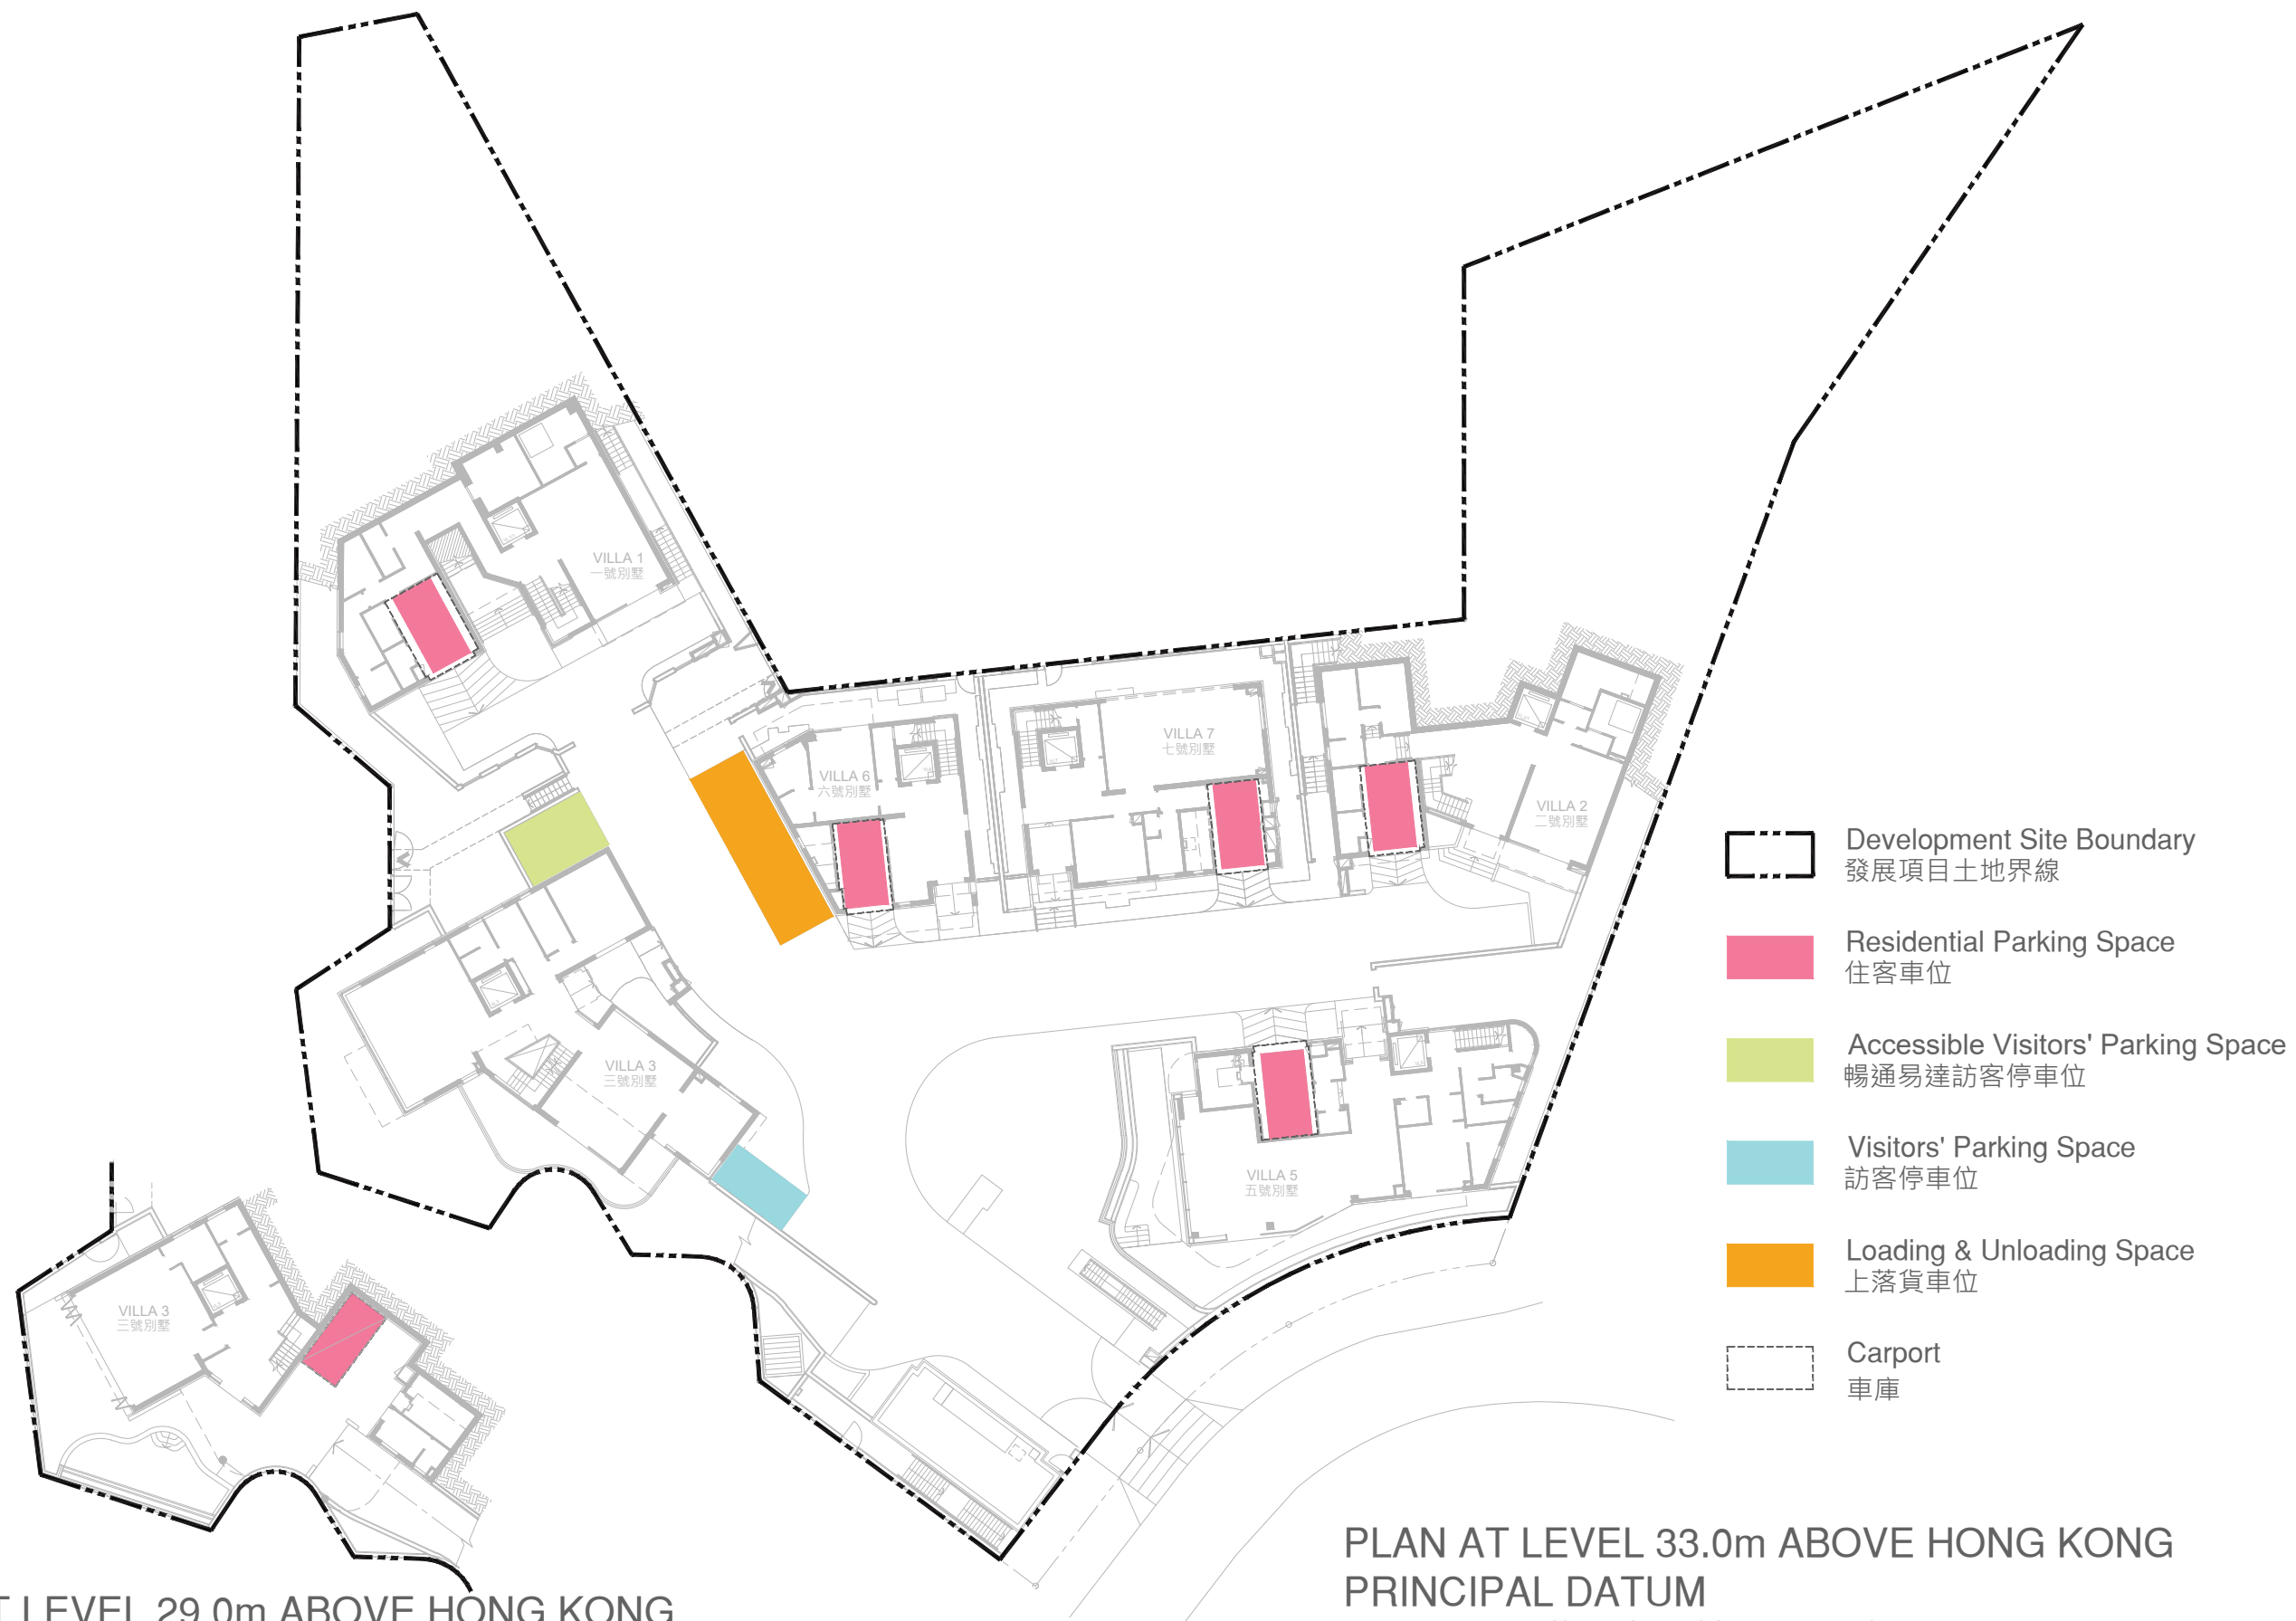 VILLA 1
一號別墅
VILLA 7
七號別墅
VILLA 6
六號別墅
VILLA 2
二號別墅
VILLA 3
三號別墅
VILLA 5
五號別墅
VILLA 3
三號別墅
Development Site Boundary
發展項目土地界線
Residential Parking Space
住客車位
Accessible Visitors' Parking Space
暢通易達訪客停車位
Visitors' Parking Space
訪客停車位
Loading & Unloading Space
上落貨車位
Carport
車庫
PLAN AT LEVEL 33.0m ABOVE HONG KONG
PRINCIPAL DATUM
T LEVEL 29.0m ABOVE HONG KONG